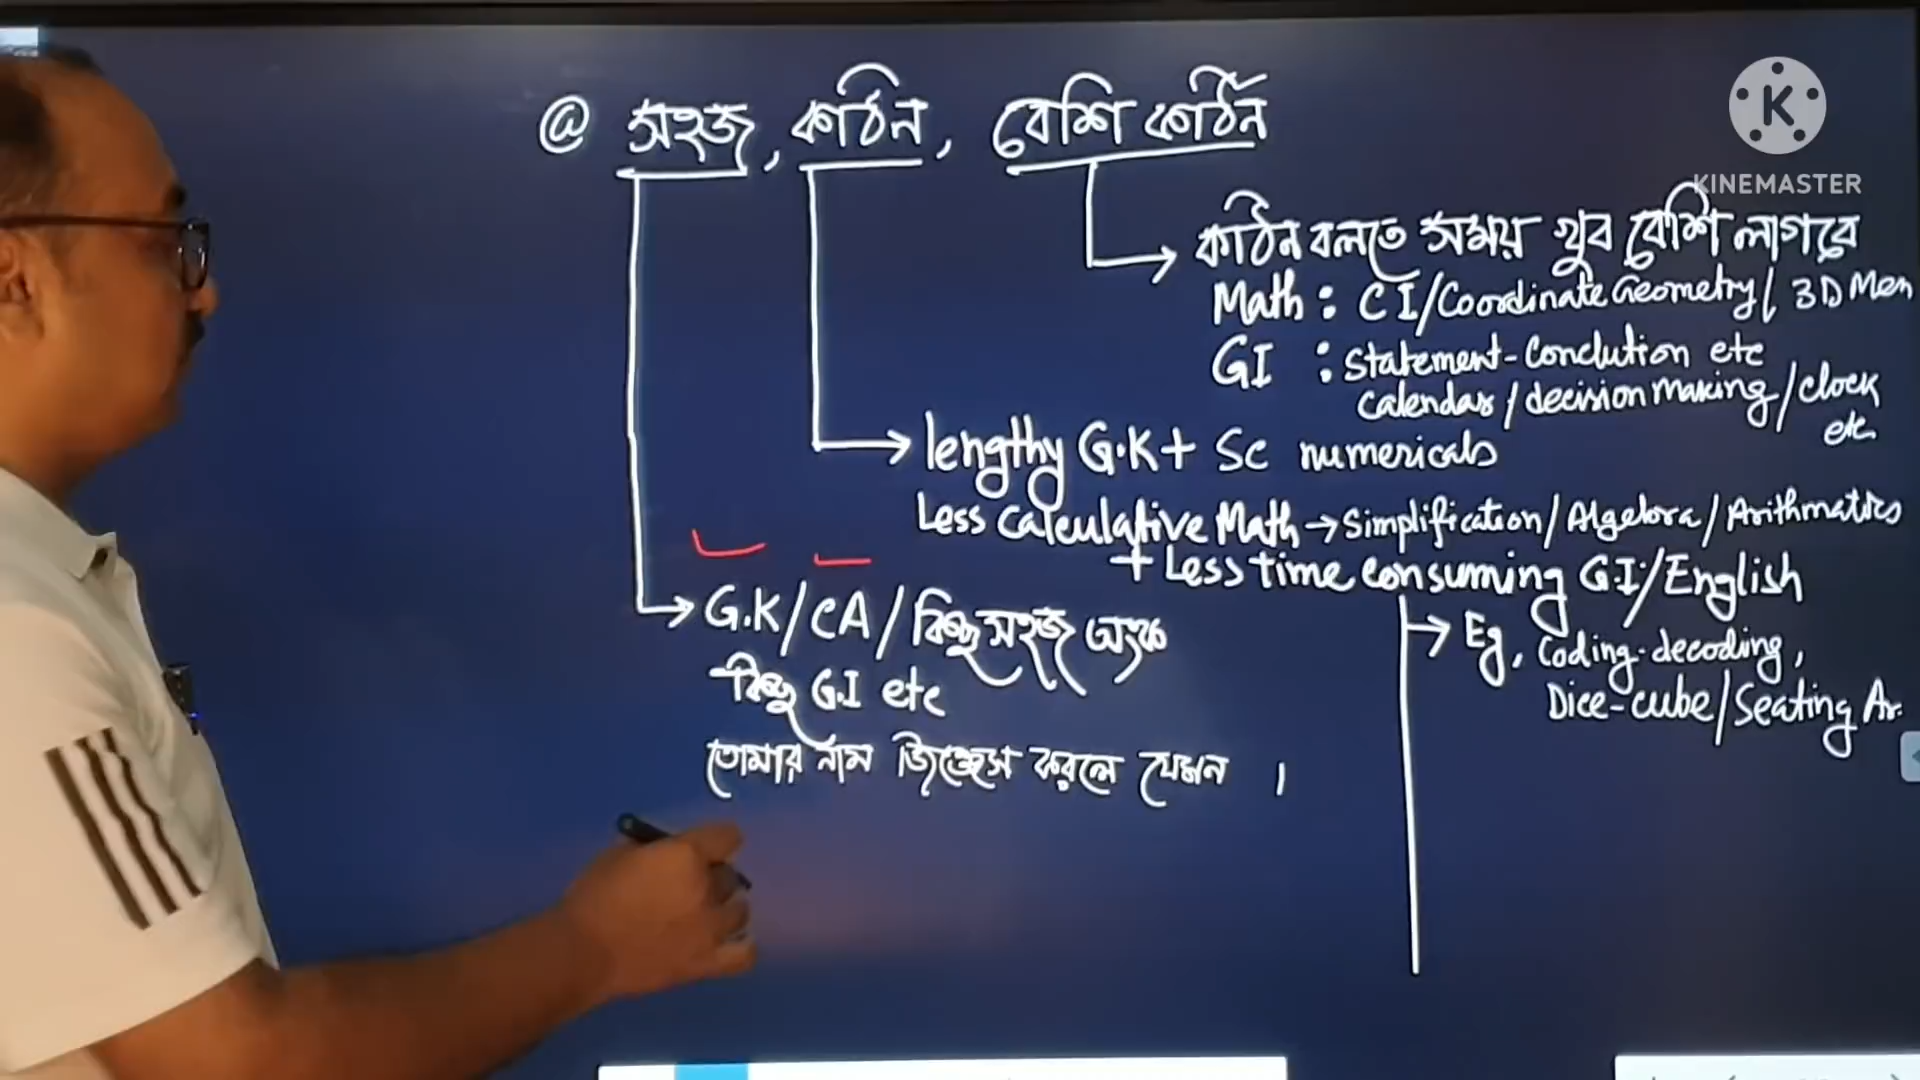 @ সহজ, কঠিন, বেশি কঠিন
KINEMASTER
কঠিন বলতে সময় খুব বেশি লাগবে
Math : CI/Coordinate Geometry/ 3D Men
GI : Statement-Conclution etc
Calendar/decision making/clock
etc
lengthy G.K + Sc numericals
Less calculative Math → Simplification/Algebra/Arithmatics
+ Less time consuming G.I/English
→ G.K/CA/কিছু সহজ অংক
কিছু G.I etc
→ Eg, Coding-decoding,
Dice-cube/Seating Ar.
তোমার নাম জিজ্ঞেস করলে যেমন ।